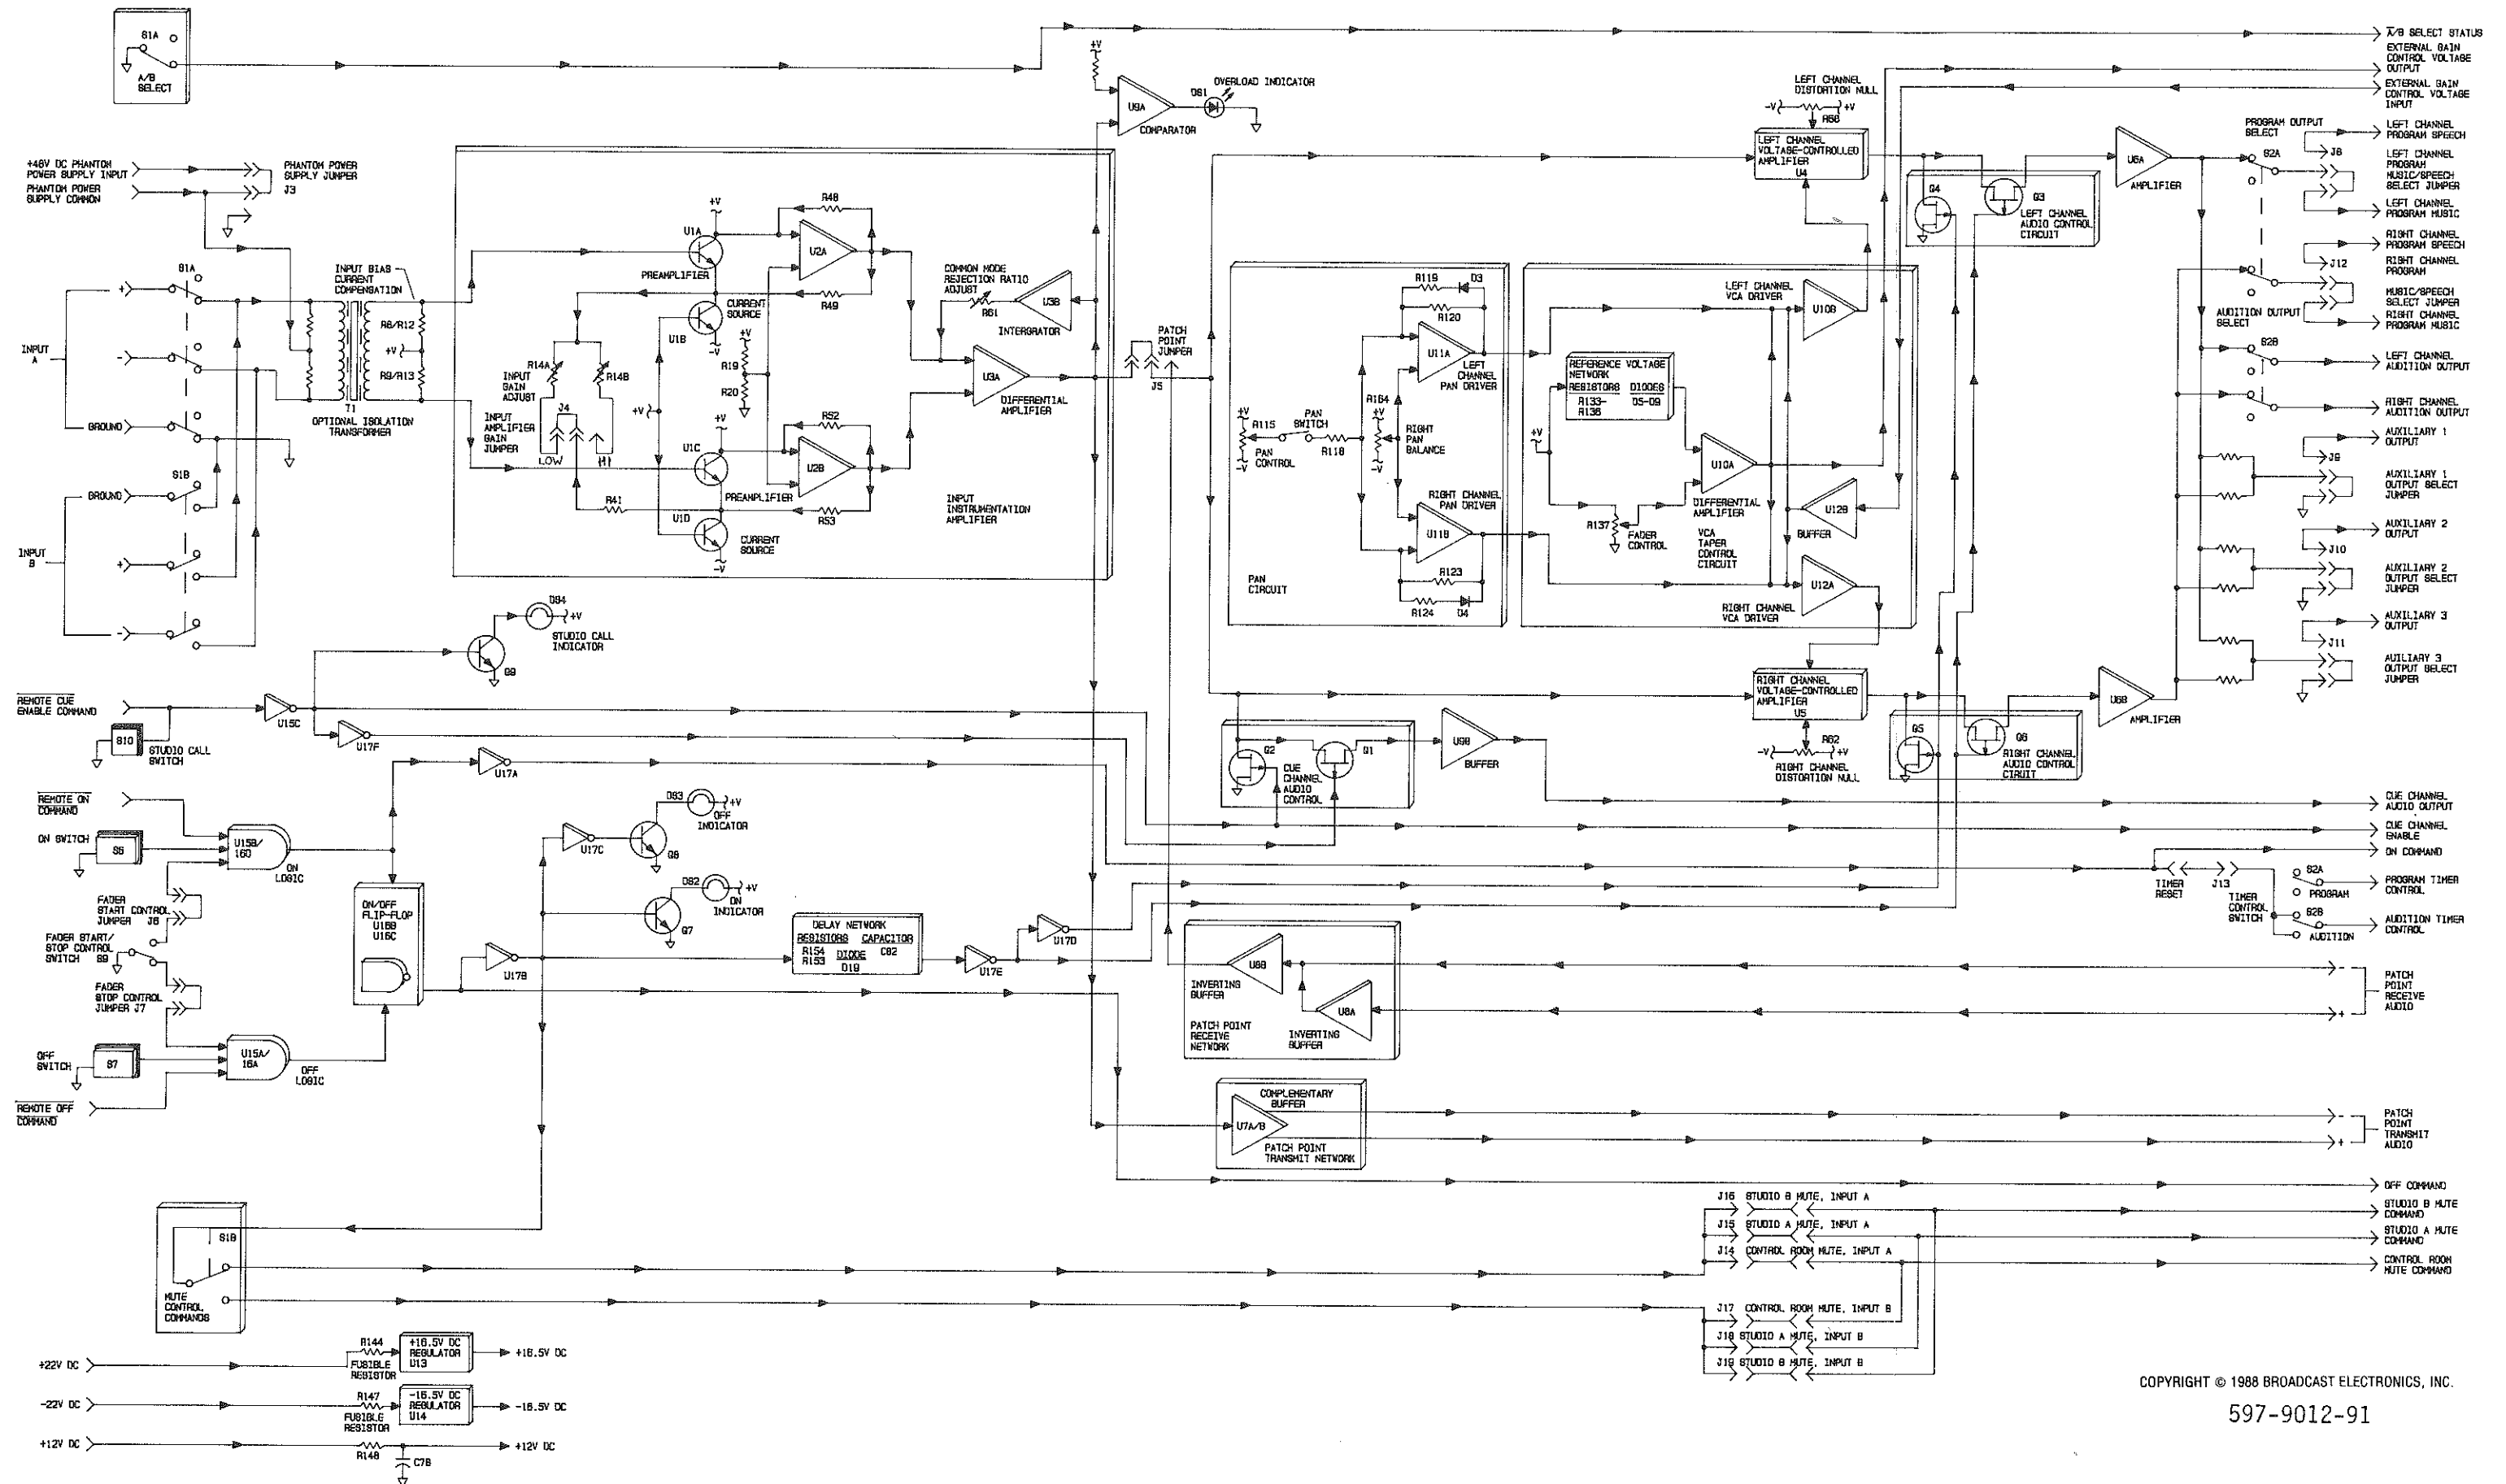 S1A
A/B
SELECT
+48V DC PHANTOM
POWER SUPPLY INPUT
PHANTOM POWER
SUPPLY COMMON
PHANTOM POWER
SUPPLY JUMPER
J3
INPUT
A
+
-
GROUND
S1A
INPUT BIAS
CURRENT
COMPENSATION
R8/R12
+V
R9/R13
T1
OPTIONAL ISOLATION
TRANSFORMER
INPUT
B
S1B
GROUND
+
-
U1A
+V
PREAMPLIFIER
R48
U2A
R49
CURRENT
SOURCE
U1B
-V
+V
R19
R20
R14A
R14B
INPUT
GAIN
ADJUST
INPUT
AMPLIFIER
GAIN
JUMPER
J4
LOW
HI
+V
U1C
+V
PREAMPLIFIER
R52
U2B
R53
R41
U1D
CURRENT
SOURCE
-V
COMMON MODE
REJECTION RATIO
ADJUST
R61
U3B
INTERGRATOR
U3A
DIFFERENTIAL
AMPLIFIER
INPUT
INSTRUMENTATION
AMPLIFIER
+V
U9A
COMPARATOR
DS1
OVERLOAD INDICATOR
PATCH
POINT
JUMPER
J5
LEFT CHANNEL
DISTORTION NULL
-V
+V
R68
LEFT CHANNEL
VOLTAGE-CONTROLLED
AMPLIFIER
U4
R119
D3
R120
U11A
LEFT
CHANNEL
PAN DRIVER
+V
R115
-V
PAN
CONTROL
PAN
SWITCH
R118
R164
+V
-V
RIGHT
PAN
BALANCE
RIGHT CHANNEL
PAN DRIVER
U11B
R123
R124
D4
PAN
CIRCUIT
LEFT CHANNEL
VCA DRIVER
U10B
REFERENCE VOLTAGE
NETWORK
RESISTORS DIODES
R133- D5-D9
R136
+V
U10A
DIFFERENTIAL
AMPLIFIER
R137
FADER
CONTROL
VCA
TAPER
CONTROL
CIRCUIT
U12B
BUFFER
U12A
RIGHT CHANNEL
VCA DRIVER
RIGHT CHANNEL
VOLTAGE-CONTROLLED
AMPLIFIER
U5
R62
-V
+V
RIGHT CHANNEL
DISTORTION NULL
Q4
Q3
LEFT CHANNEL
AUDIO CONTROL
CIRCUIT
U6A
AMPLIFIER
Q5
Q6
RIGHT CHANNEL
AUDIO CONTROL
CIRUIT
U6B
AMPLIFIER
Q2
Q1
CUE
CHANNEL
AUDIO
CONTROL
U9B
BUFFER
PROGRAM OUTPUT
SELECT
S2A
J8
J12
AUDITION OUTPUT
SELECT
S2B
J9
J10
J11
A/B SELECT STATUS
EXTERNAL GAIN
CONTROL VOLTAGE
OUTPUT
EXTERNAL GAIN
CONTROL VOLTAGE
INPUT
LEFT CHANNEL
PROGRAM SPEECH
LEFT CHANNEL
PROGRAM
MUSIC/SPEECH
SELECT JUMPER
LEFT CHANNEL
PROGRAM MUSIC
RIGHT CHANNEL
PROGRAM SPEECH
RIGHT CHANNEL
PROGRAM
MUSIC/SPEECH
SELECT JUMPER
RIGHT CHANNEL
PROGRAM MUSIC
LEFT CHANNEL
AUDITION OUTPUT
RIGHT CHANNEL
AUDITION OUTPUT
AUXILIARY 1
OUTPUT
AUXILIARY 1
OUTPUT SELECT
JUMPER
AUXILIARY 2
OUTPUT
AUXILIARY 2
OUTPUT SELECT
JUMPER
AUXILIARY 3
OUTPUT
AUILIARY 3
OUTPUT SELECT
JUMPER
DS4
+V
STUDIO CALL
INDICATOR
Q9
REMOTE CUE
ENABLE COMMAND
U15C
U17F
S10
STUDIO CALL
SWITCH
U17A
REMOTE ON
COMMAND
ON SWITCH
S6
U15B/
16D
ON
LOGIC
FADER
START CONTROL
JUMPER J6
FADER START/
STOP CONTROL
SWITCH S9
FADER
STOP CONTROL
JUMPER J7
ON/OFF
FLIP-FLOP
U16B
U16C
OFF
SWITCH
S7
U15A/
16A
OFF
LOGIC
REMOTE OFF
COMMAND
U17C
DS3
+V
OFF
INDICATOR
Q8
DS2
+V
ON
INDICATOR
Q7
U17B
DELAY NETWORK
RESISTORS CAPACITOR
R154 DIODE C82
R153 D19
U17E
U17D
CUE CHANNEL
AUDIO OUTPUT
CUE CHANNEL
ENABLE
ON COMMAND
TIMER
RESET
J13
TIMER
CONTROL
SWITCH
S2A
PROGRAM
S2B
AUDITION
PROGRAM TIMER
CONTROL
AUDITION TIMER
CONTROL
U8B
INVERTING
BUFFER
U8A
INVERTING
BUFFER
PATCH POINT
RECEIVE
NETWORK
-
+
PATCH
POINT
RECEIVE
AUDIO
COMPLEMENTARY
BUFFER
U7A/B
PATCH POINT
TRANSMIT NETWORK
-
+
PATCH
POINT
TRANSMIT
AUDIO
OFF COMMAND
J16 STUDIO B MUTE, INPUT A
J15 STUDIO A MUTE, INPUT A
J14 CONTROL ROOM MUTE, INPUT A
J17 CONTROL ROOM MUTE, INPUT B
J18 STUDIO A MUTE, INPUT B
J19 STUDIO B MUTE, INPUT B
STUDIO B MUTE
COMMAND
STUDIO A MUTE
COMMAND
CONTROL ROOM
MUTE COMMAND
S1B
MUTE
CONTROL
COMMANDS
+22V DC
R144
FUSIBLE
RESISTOR
+16.5V DC
REGULATOR
U13
+16.5V DC
-22V DC
R147
FUSIBLE
RESISTOR
-16.5V DC
REGULATOR
U14
-16.5V DC
+12V DC
R148
C78
+12V DC
COPYRIGHT © 1988 BROADCAST ELECTRONICS, INC.
597-9012-91